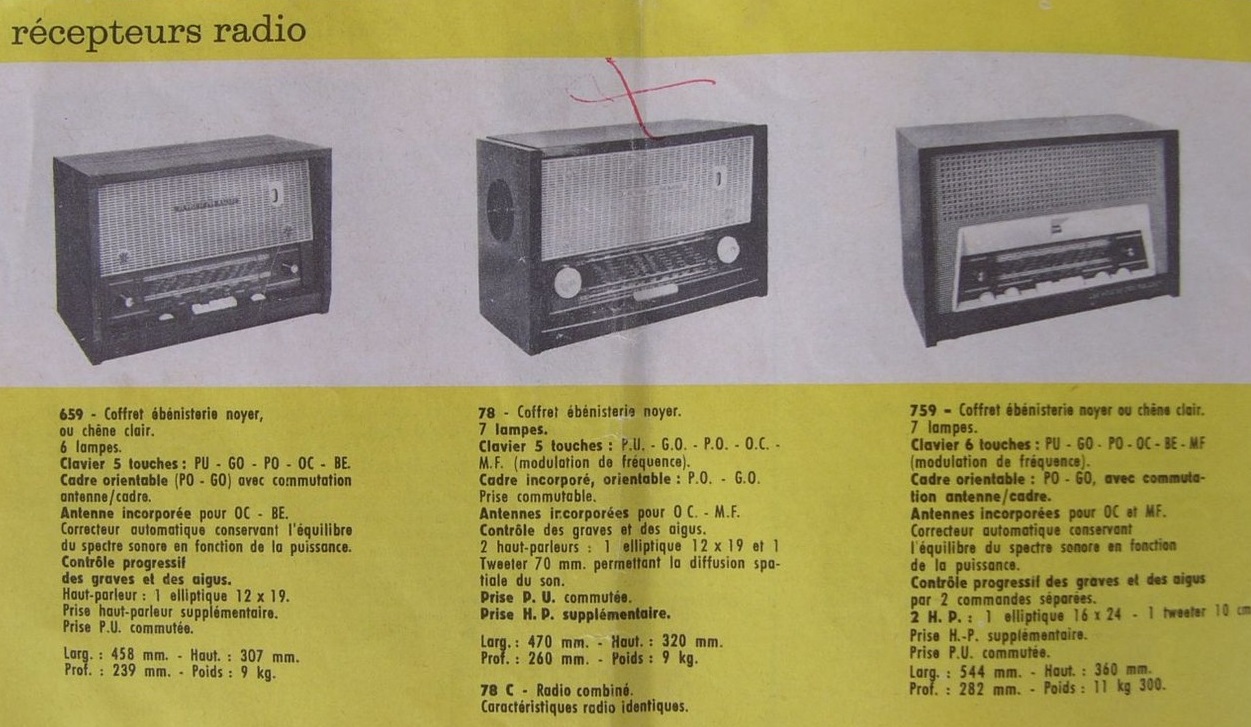 récepteurs radio
659 - Coffret ébénisterie noyer,
ou chêne clair.
6 lampes.
Clavier 5 touches : PU - GO - PO - OC - BE.
Cadre orientable (PO - GO) avec commutation
antenne/cadre.
Antenne incorporée pour OC - BE.
Correcteur automatique conservant l'équilibre
du spectre sonore en fonction de la puissance.
Contrôle progressif
des graves et des aigus.
Haut-parleur : 1 elliptique 12 x 19.
Prise haut-parleur supplémentaire.
Prise P.U. commutée.
Larg. : 458 mm. - Haut. : 307 mm.
Prof. : 239 mm. - Poids : 9 kg.
78 - Coffret ébénisterie noyer.
7 lampes.
Clavier 5 touches : P.U. - G.O. - P.O. - O.C. -
M.F. (modulation de fréquence).
Cadre incorporé, orientable : P.O. - G.O.
Prise commutable.
Antennes incorporées pour O C. - M.F.
Contrôle des graves et des aigus.
2 haut-parleurs : 1 elliptique 12 x 19 et 1
Tweeter 70 mm. permettant la diffusion spa-
tiale du son.
Prise P. U. commutée.
Prise H. P. supplémentaire.
Larg. : 470 mm. - Haut. : 320 mm.
Prof. : 260 mm. - Poids : 9 kg.
78 C - Radio combiné.
Caractéristiques radio identiques.
759 - Coffret ébénisterie noyer ou chêne clair.
7 lampes.
Clavier 6 touches : PU - GO - PO - OC - BE - MF
(modulation de fréquence).
Cadre orientable : PO - GO, avec commuta-
tion antenne/cadre.
Antennes incorporées pour OC et MF.
Correcteur automatique conservant
l'équilibre du spectre sonore en fonction
de la puissance.
Contrôle progressif des graves et des aigus
par 2 commandes séparées.
2 H. P. : 1 elliptique 16 x 24 - 1 tweeter 10 cm
Prise H.-P. supplémentaire.
Prise P.U. commutée.
Larg. : 544 mm. - Haut. : 360 mm.
Prof. : 282 mm. - Poids : 11 kg 300.